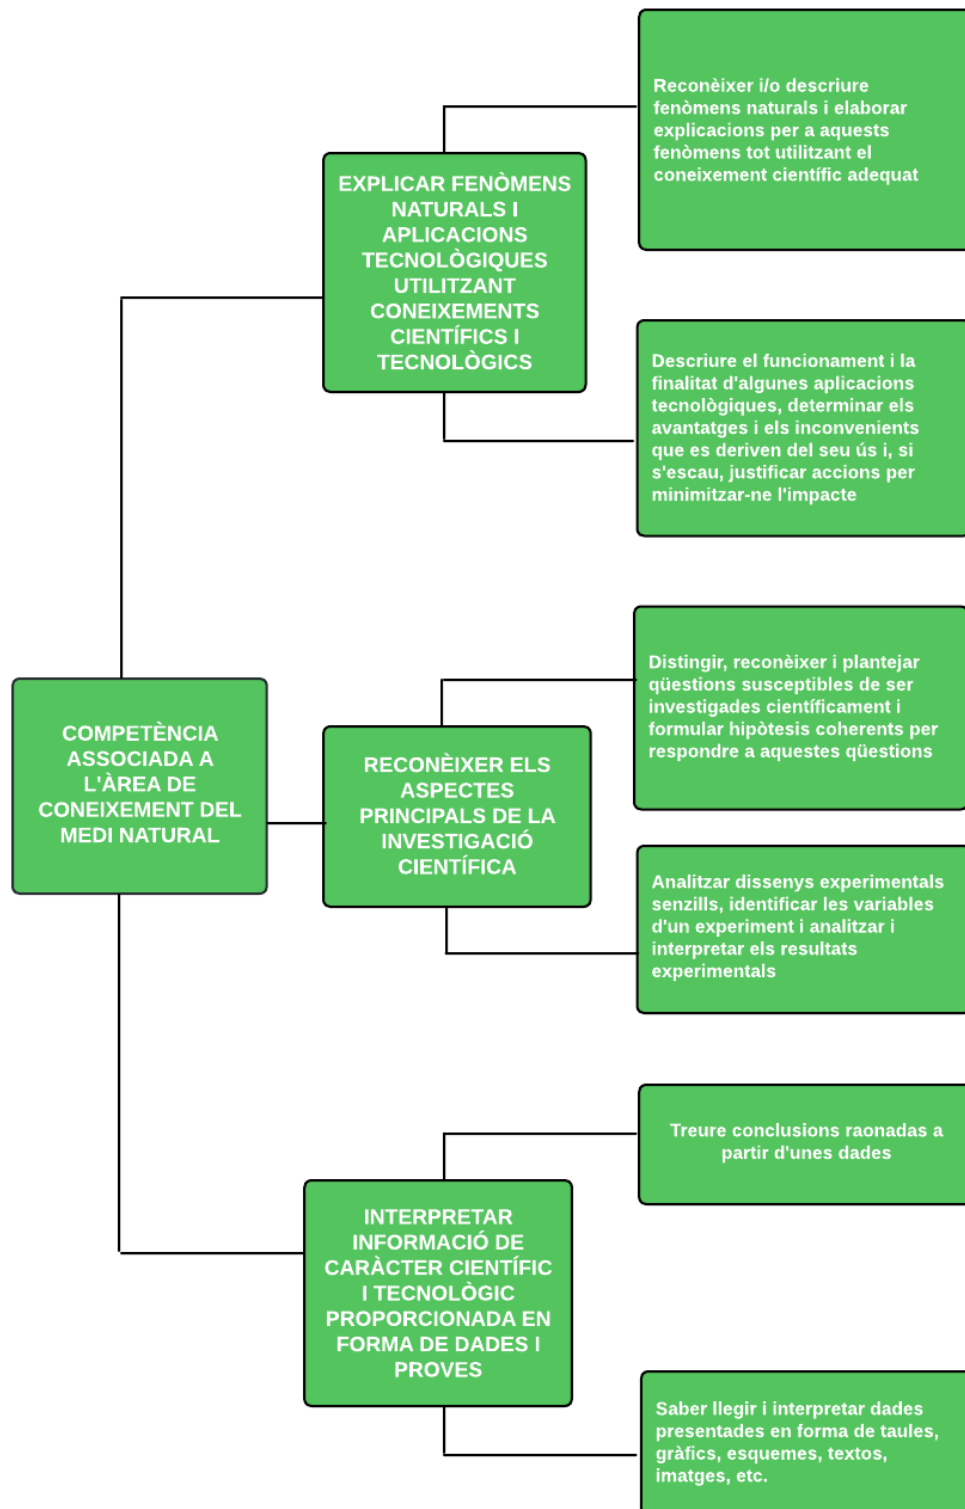 COMPETÈNCIA
ASSOCIADA A
L'ÀREA DE
CONEIXEMENT DEL
MEDI NATURAL
EXPLICAR FENÒMENS
NATURALS I
APLICACIONS
TECNOLÒGIQUES
UTILITZANT
CONEIXEMENTS
CIENTÍFICS I
TECNOLÒGICS
Reconèixer i/o descriure
fenòmens naturals i elaborar
explicacions per a aquests
fenòmens tot utilitzant el
coneixement científic adequat
Descriure el funcionament i la
finalitat d'algunes aplicacions
tecnològiques, determinar els
avantatges i els inconvenients
que es deriven del seu ús i, si
s'escau, justificar accions per
minimitzar-ne l'impacte
RECONÈIXER ELS
ASPECTES
PRINCIPALS DE LA
INVESTIGACIÓ
CIENTÍFICA
Distingir, reconèixer i plantejar
qüestions susceptibles de ser
investigades científicament i
formular hipòtesis coherents per
respondre a aquestes qüestions
Analitzar dissenys experimentals
senzills, identificar les variables
d'un experiment i analitzar i
interpretar els resultats
experimentals
INTERPRETAR
INFORMACIÓ DE
CARÀCTER CIENTÍFIC
I TECNOLÒGIC
PROPORCIONADA EN
FORMA DE DADES I
PROVES
Treure conclusions raonadas a
partir d'unes dades
Saber llegir i interpretar dades
presentades en forma de taules,
gràfics, esquemes, textos,
imatges, etc.